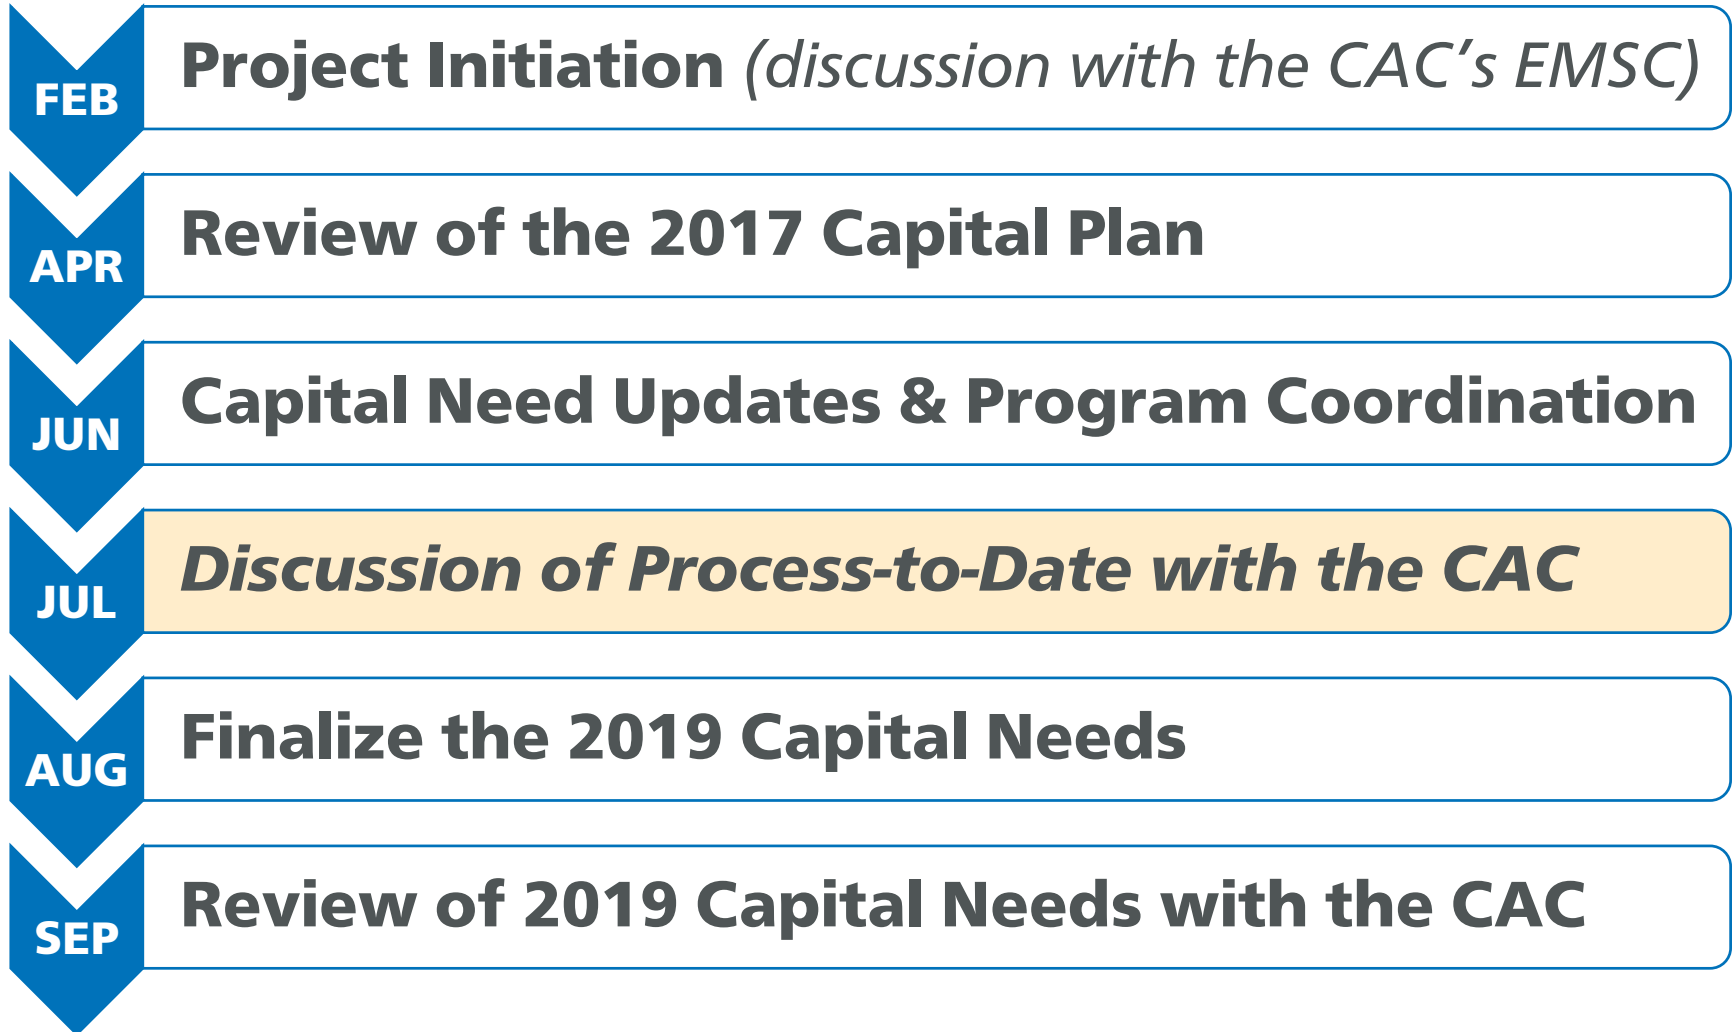 FEB
Project Initiation (discussion with the CAC’s EMSC)
APR
Review of the 2017 Capital Plan
JUN
Capital Need Updates & Program Coordination
JUL
Discussion of Process-to-Date with the CAC
AUG
Finalize the 2019 Capital Needs
SEP
Review of 2019 Capital Needs with the CAC